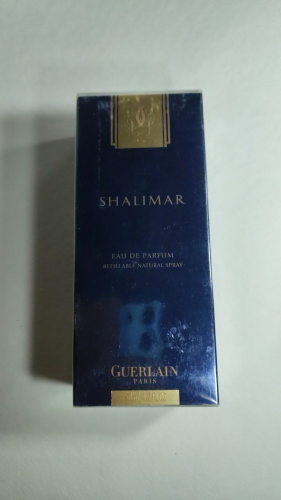 SHALIMAR
EAU DE PARFUM
REFILLABLE NATURAL SPRAY
GUERLAIN
PARIS